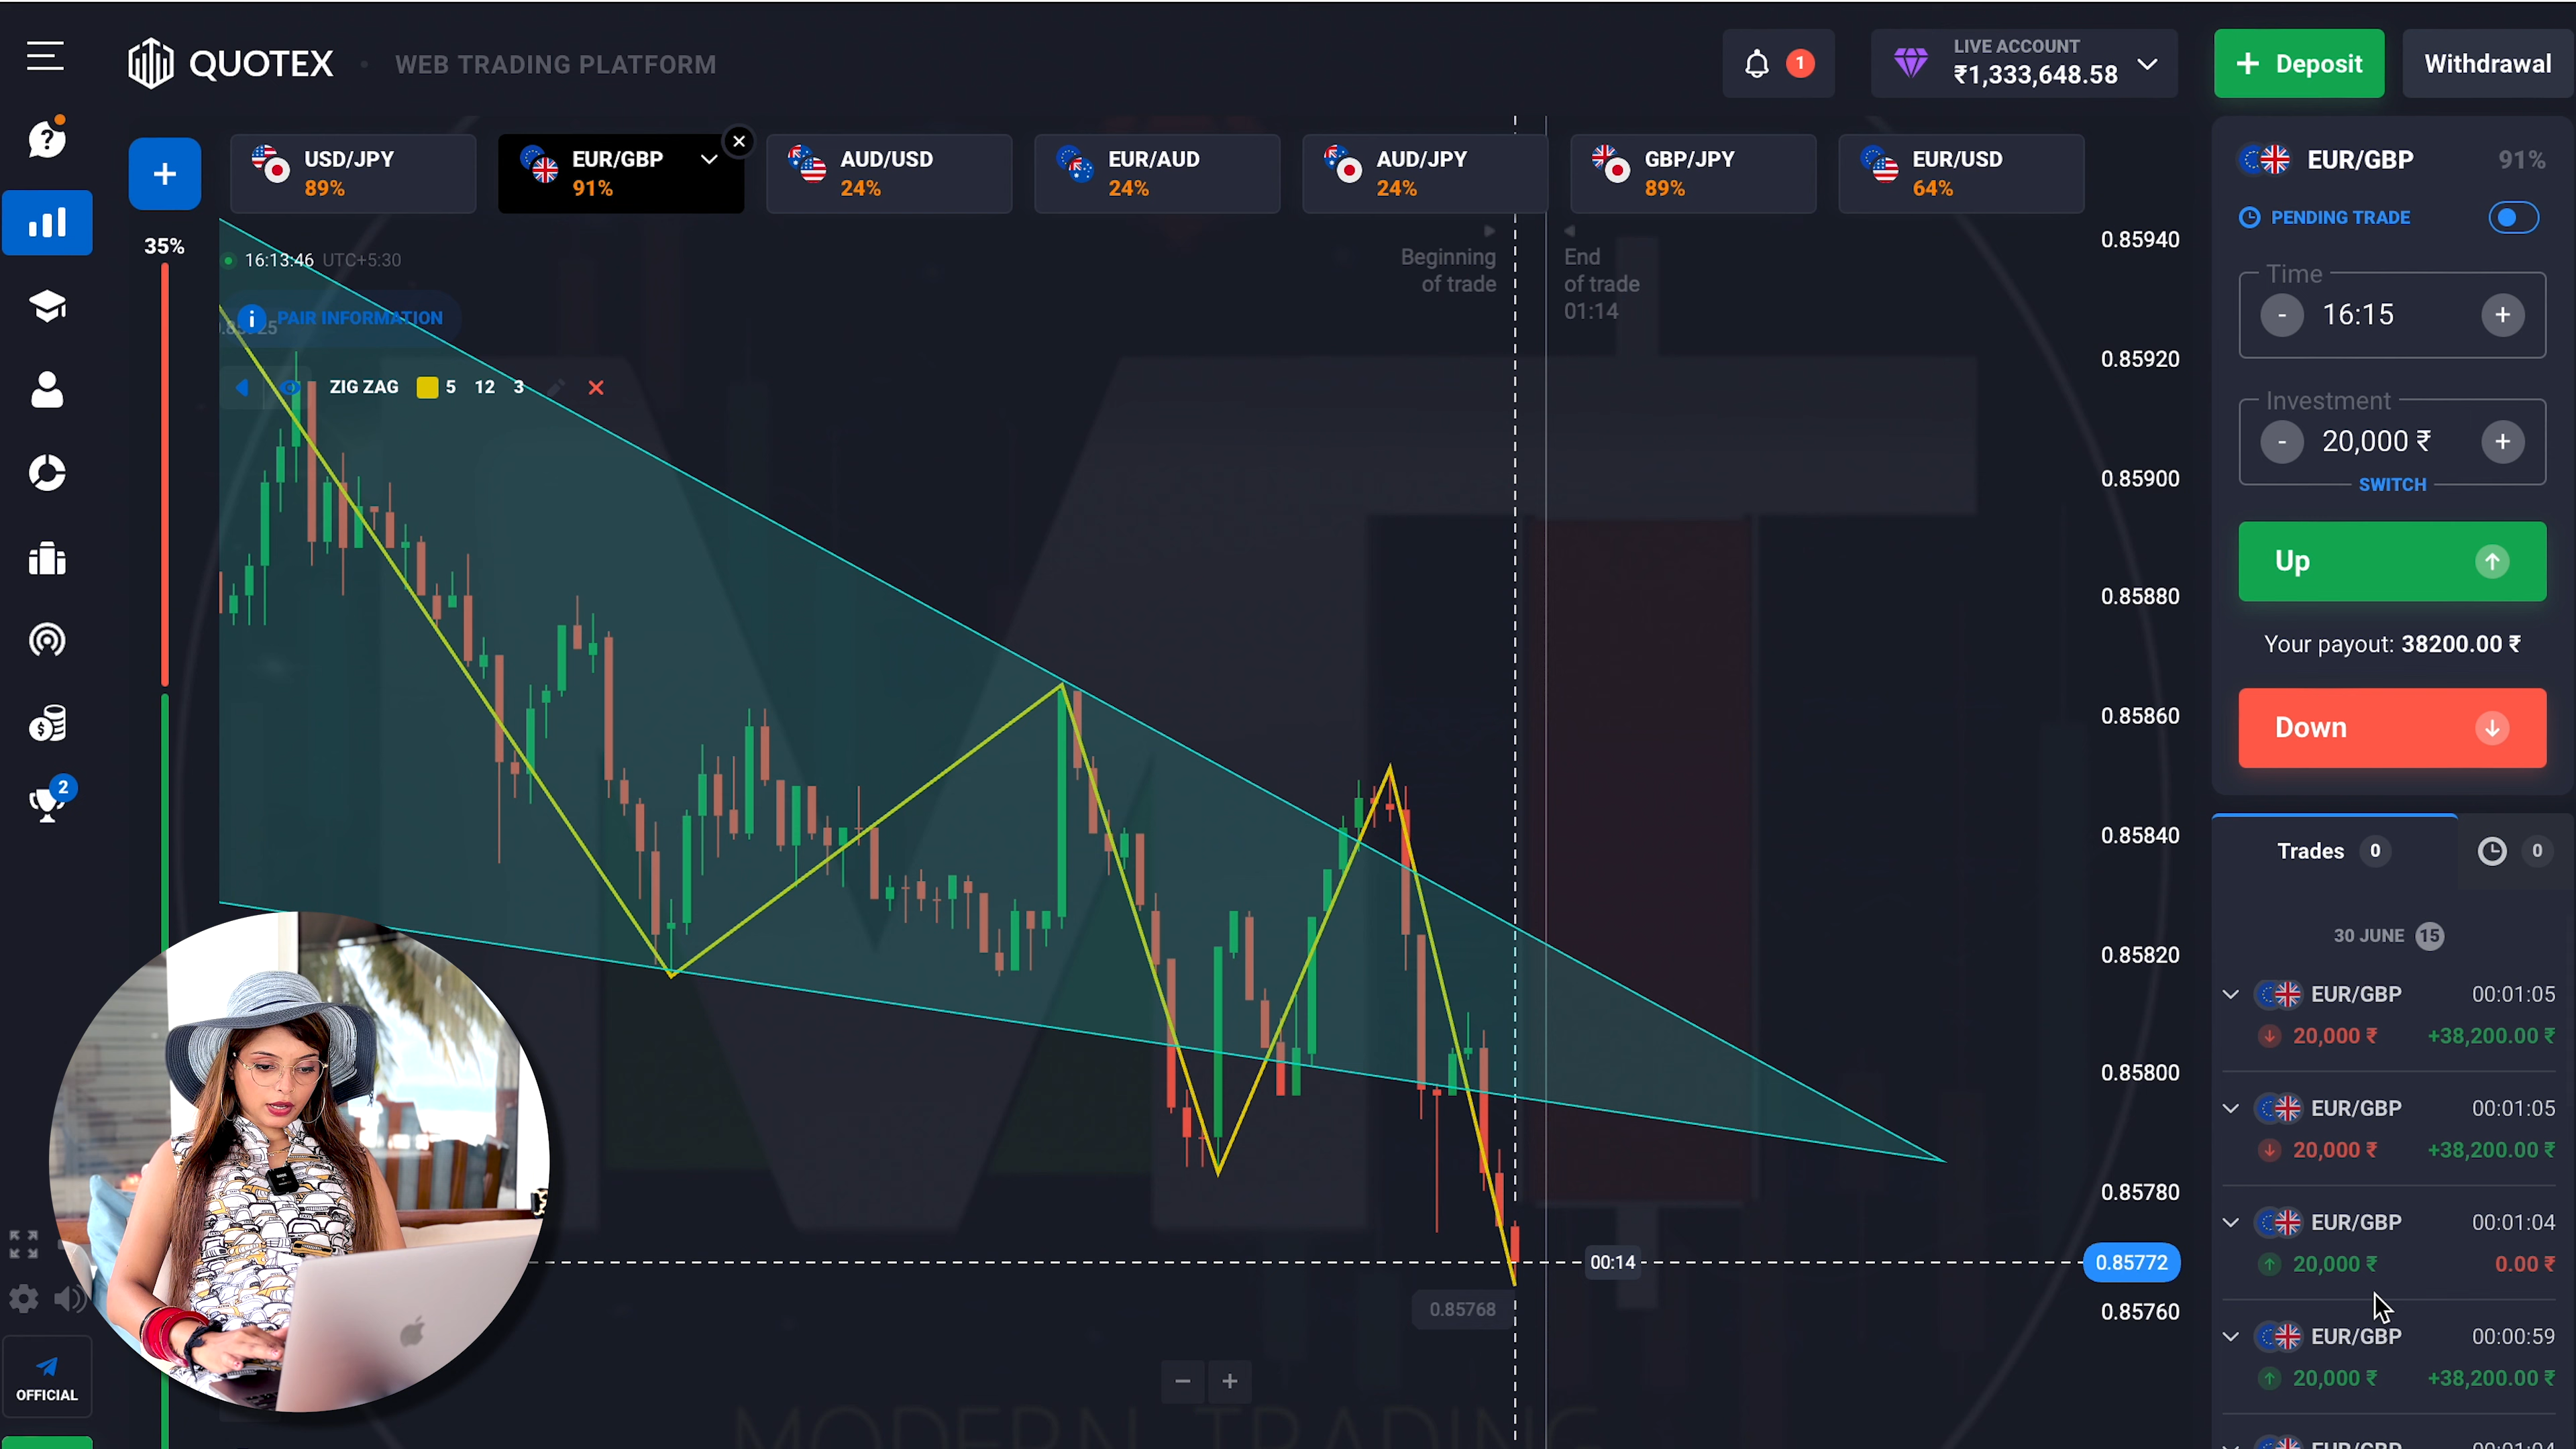 QUOTEX
WEB TRADING PLATFORM
1
LIVE ACCOUNT
₹1,333,648.58
+ Deposit
Withdrawal
?
+
USD/JPY
89%
EUR/GBP
91%
AUD/USD
24%
EUR/AUD
24%
AUD/JPY
24%
GBP/JPY
89%
EUR/USD
64%
35%
16:13:46 UTC+5:30
PAIR INFORMATION
ZIG ZAG 5 12 3
Beginning
of trade
End
of trade
01:14
0.85940
0.85920
0.85900
0.85880
0.85860
0.85840
0.85820
0.85800
0.85780
0.85772
0.85760
00:14
0.85768
2
OFFICIAL
MODERN TRADING
EUR/GBP 91%
PENDING TRADE
Time
- 16:15 +
Investment
- 20,000 ₹ +
SWITCH
Up
Your payout: 38200.00 ₹
Down
Trades 0
0
30 JUNE 15
EUR/GBP 00:01:05
20,000 ₹ +38,200.00 ₹
EUR/GBP 00:01:05
20,000 ₹ +38,200.00 ₹
EUR/GBP 00:01:04
20,000 ₹ 0.00 ₹
EUR/GBP 00:00:59
20,000 ₹ +38,200.00 ₹